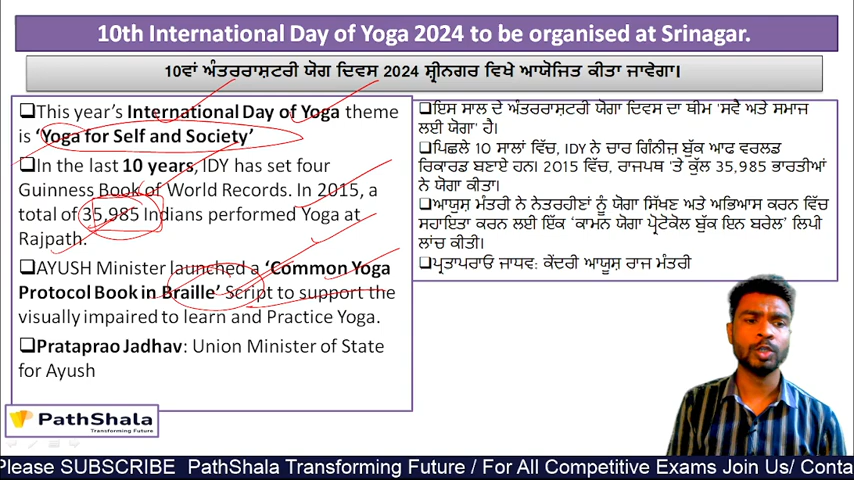 10th International Day of Yoga 2024 to be organised at Srinagar.
10ਵਾਂ ਅੰਤਰਰਾਸ਼ਟਰੀ ਯੋਗ ਦਿਵਸ 2024 ਸ਼੍ਰੀਨਗਰ ਵਿਖੇ ਆਯੋਜਿਤ ਕੀਤਾ ਜਾਵੇਗਾ।
This year's International Day of Yoga theme
is 'Yoga for Self and Society'
In the last 10 years, IDY has set four
Guinness Book of World Records. In 2015, a
total of 35,985 Indians performed Yoga at
Rajpath.
AYUSH Minister launched a 'Common Yoga
Protocol Book in Braille' Script to support the
visually impaired to learn and Practice Yoga.
Prataprao Jadhav: Union Minister of State
for Ayush
ਇਸ ਸਾਲ ਦੇ ਅੰਤਰਰਾਸ਼ਟਰੀ ਯੋਗਾ ਦਿਵਸ ਦਾ ਥੀਮ 'ਸਵੈ ਅਤੇ ਸਮਾਜ
ਲਈ ਯੋਗਾ' ਹੈ।
ਪਿਛਲੇ 10 ਸਾਲਾਂ ਵਿੱਚ, IDY ਨੇ ਚਾਰ ਗਿੰਨੀਜ਼ ਬੁੱਕ ਆਫ ਵਰਲਡ
ਰਿਕਾਰਡ ਬਣਾਏ ਹਨ। 2015 ਵਿੱਚ, ਰਾਜਪਥ 'ਤੇ ਕੁੱਲ 35,985 ਭਾਰਤੀਆਂ
ਨੇ ਯੋਗਾ ਕੀਤਾ।
ਆਯੂਸ਼ ਮੰਤਰੀ ਨੇ ਨੇਤਰਹੀਣਾਂ ਨੂੰ ਯੋਗਾ ਸਿੱਖਣ ਅਤੇ ਅਭਿਆਸ ਕਰਨ ਵਿੱਚ
ਸਹਾਇਤਾ ਕਰਨ ਲਈ ਇੱਕ 'ਕਾਮਨ ਯੋਗਾ ਪ੍ਰੋਟੋਕੋਲ ਬੁੱਕ ਇਨ ਬਰੇਲ' ਲਿਪੀ
ਲਾਂਚ ਕੀਤੀ।
ਪ੍ਰਤਾਪਰਾਓ ਜਾਧਵ: ਕੇਂਦਰੀ ਆਯੂਸ਼ ਰਾਜ ਮੰਤਰੀ
PathShala
Transforming Future
Please SUBSCRIBE PathShala Transforming Future / For All Competitive Exams Join Us/ Conta